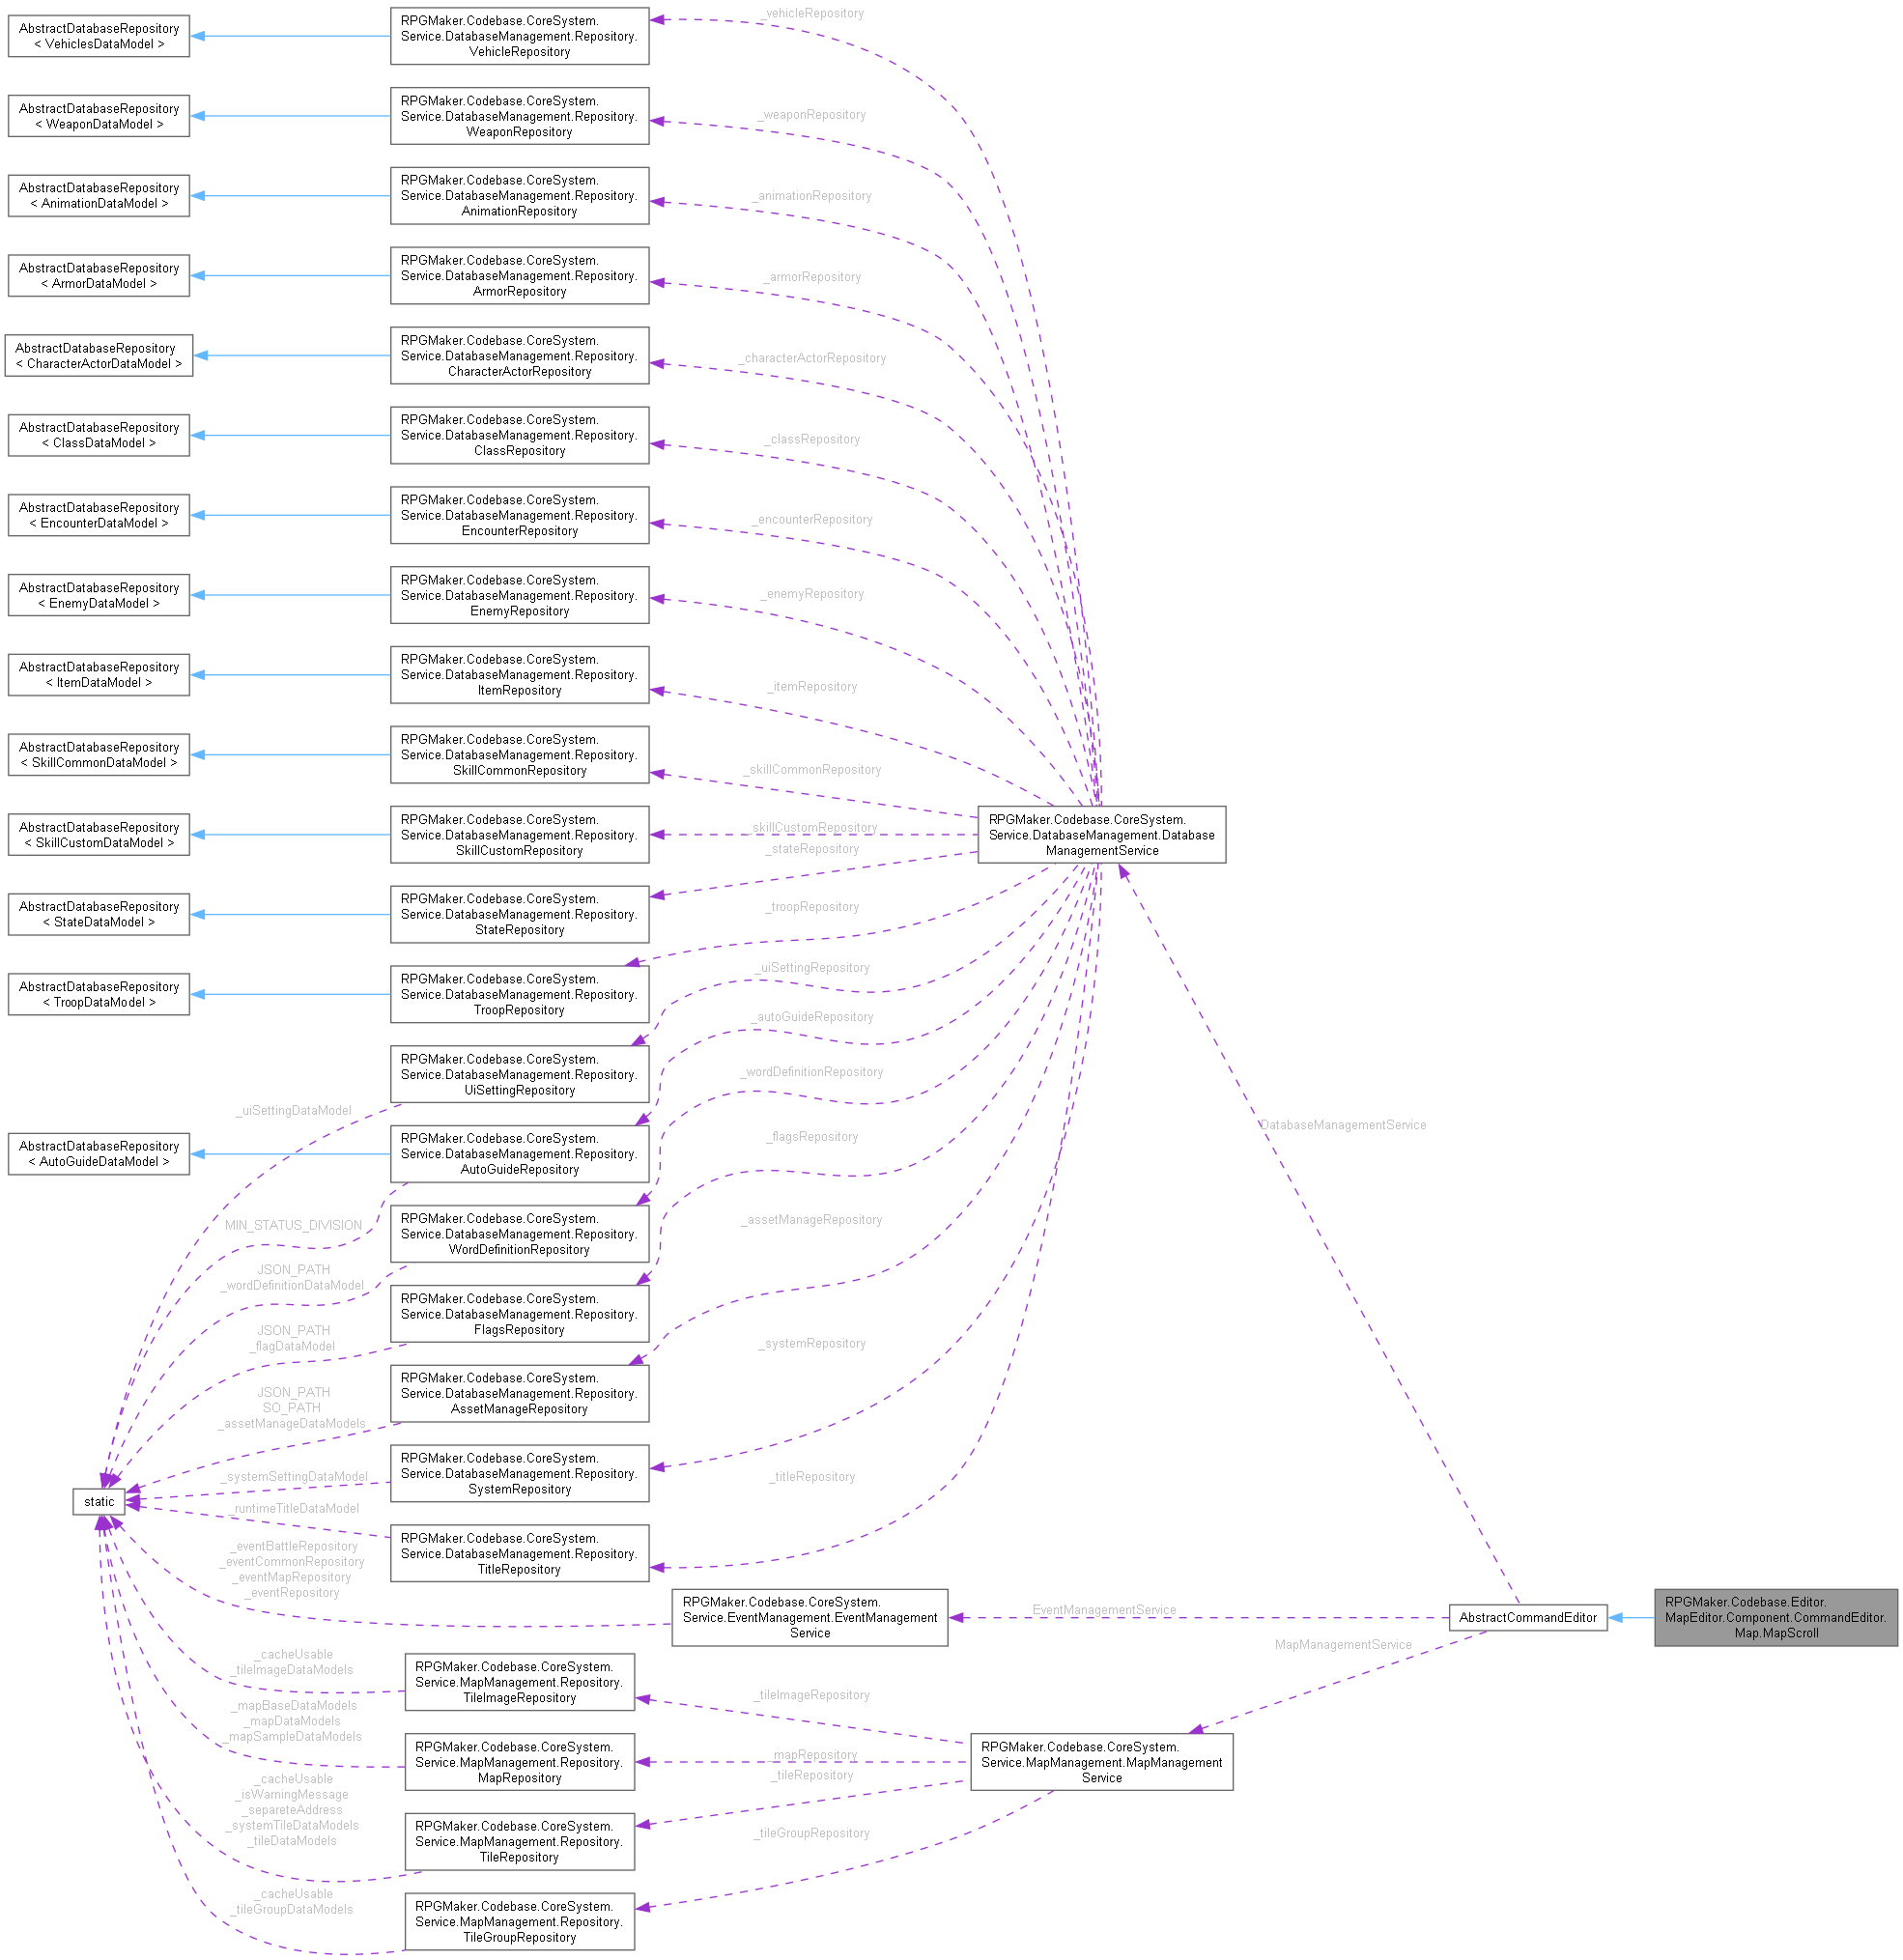 AbstractDatabaseRepository
< VehiclesDataModel >
RPGMaker.Codebase.CoreSystem.
Service.DatabaseManagement.Repository.
VehicleRepository
_vehicleRepository
AbstractDatabaseRepository
< WeaponDataModel >
RPGMaker.Codebase.CoreSystem.
Service.DatabaseManagement.Repository.
WeaponRepository
_weaponRepository
AbstractDatabaseRepository
< AnimationDataModel >
RPGMaker.Codebase.CoreSystem.
Service.DatabaseManagement.Repository.
AnimationRepository
_animationRepository
AbstractDatabaseRepository
< ArmorDataModel >
RPGMaker.Codebase.CoreSystem.
Service.DatabaseManagement.Repository.
ArmorRepository
_armorRepository
AbstractDatabaseRepository
< CharacterActorDataModel >
RPGMaker.Codebase.CoreSystem.
Service.DatabaseManagement.Repository.
CharacterActorRepository
_characterActorRepository
AbstractDatabaseRepository
< ClassDataModel >
RPGMaker.Codebase.CoreSystem.
Service.DatabaseManagement.Repository.
ClassRepository
_classRepository
AbstractDatabaseRepository
< EncounterDataModel >
RPGMaker.Codebase.CoreSystem.
Service.DatabaseManagement.Repository.
EncounterRepository
_encounterRepository
AbstractDatabaseRepository
< EnemyDataModel >
RPGMaker.Codebase.CoreSystem.
Service.DatabaseManagement.Repository.
EnemyRepository
_enemyRepository
AbstractDatabaseRepository
< ItemDataModel >
RPGMaker.Codebase.CoreSystem.
Service.DatabaseManagement.Repository.
ItemRepository
_itemRepository
AbstractDatabaseRepository
< SkillCommonDataModel >
RPGMaker.Codebase.CoreSystem.
Service.DatabaseManagement.Repository.
SkillCommonRepository
_skillCommonRepository
AbstractDatabaseRepository
< SkillCustomDataModel >
RPGMaker.Codebase.CoreSystem.
Service.DatabaseManagement.Repository.
SkillCustomRepository
_skillCustomRepository
RPGMaker.Codebase.CoreSystem.
Service.DatabaseManagement.Database
ManagementService
_stateRepository
AbstractDatabaseRepository
< StateDataModel >
RPGMaker.Codebase.CoreSystem.
Service.DatabaseManagement.Repository.
StateRepository
_troopRepository
AbstractDatabaseRepository
< TroopDataModel >
RPGMaker.Codebase.CoreSystem.
Service.DatabaseManagement.Repository.
TroopRepository
_uiSettingRepository
RPGMaker.Codebase.CoreSystem.
Service.DatabaseManagement.Repository.
UiSettingRepository
_autoGuideRepository
_uiSettingDataModel
DatabaseManagementService
AbstractDatabaseRepository
< AutoGuideDataModel >
RPGMaker.Codebase.CoreSystem.
Service.DatabaseManagement.Repository.
AutoGuideRepository
_wordDefinitionRepository
MIN_STATUS_DIVISION
RPGMaker.Codebase.CoreSystem.
Service.DatabaseManagement.Repository.
WordDefinitionRepository
_flagsRepository
JSON_PATH
_wordDefinitionDataModel
RPGMaker.Codebase.CoreSystem.
Service.DatabaseManagement.Repository.
FlagsRepository
_assetManageRepository
JSON_PATH
_flagDataModel
RPGMaker.Codebase.CoreSystem.
Service.DatabaseManagement.Repository.
AssetManageRepository
_systemRepository
JSON_PATH
SO_PATH
_assetManageDataModels
RPGMaker.Codebase.CoreSystem.
Service.DatabaseManagement.Repository.
SystemRepository
_systemSettingDataModel
_titleRepository
static
_runtimeTitleDataModel
RPGMaker.Codebase.CoreSystem.
Service.DatabaseManagement.Repository.
TitleRepository
_eventBattleRepository
_eventCommonRepository
_eventMapRepository
_eventRepository
RPGMaker.Codebase.CoreSystem.
Service.EventManagement.EventManagement
Service
EventManagementService
AbstractCommandEditor
RPGMaker.Codebase.Editor.
MapEditor.Component.CommandEditor.
Map.MapScroll
MapManagementService
_cacheUsable
_tileImageDataModels
RPGMaker.Codebase.CoreSystem.
Service.MapManagement.Repository.
TileImageRepository
_tileImageRepository
_mapBaseDataModels
_mapDataModels
_mapSampleDataModels
RPGMaker.Codebase.CoreSystem.
Service.MapManagement.Repository.
MapRepository
_mapRepository
RPGMaker.Codebase.CoreSystem.
Service.MapManagement.MapManagement
Service
_tileRepository
_cacheUsable
_isWarningMessage
_separeteAddress
_systemTileDataModels
_tileDataModels
RPGMaker.Codebase.CoreSystem.
Service.MapManagement.Repository.
TileRepository
_tileGroupRepository
_cacheUsable
_tileGroupDataModels
RPGMaker.Codebase.CoreSystem.
Service.MapManagement.Repository.
TileGroupRepository